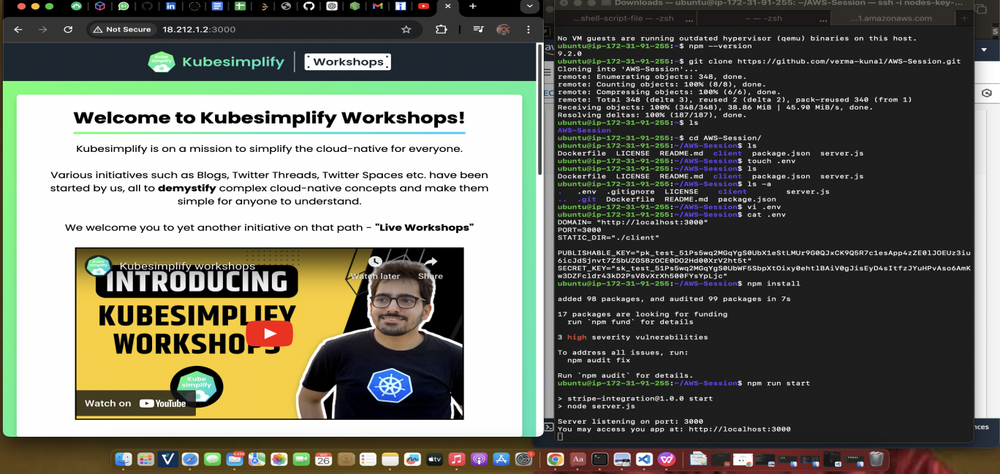 Not Secure
18.212.1.2:3000
Kube simplify
Kubesimplify
Workshops
Welcome to Kubesimplify Workshops!
Kubesimplify is on a mission to simplify the cloud-native for everyone.
Various initiatives such as Blogs, Twitter Threads, Twitter Spaces etc. have been
started by us, all to demystify complex cloud-native concepts and make them
simple for anyone to understand.
We welcome you to yet another initiative on that path - "Live Workshops"
Kubesimplify workshops
Watch later
Share
INTRODUCING
KUBESIMPLIFY
WORKSHOPS
Kube
simplify
Watch on YouTube
Downloads — ubuntu@ip-172-31-91-255: ~/AWS-Session — ssh -i nodes-key-...
...shell-script-file — -zsh ...
~ — -zsh ...
...1.amazonaws.com
No VM guests are running outdated hypervisor (qemu) binaries on this host.
ubuntu@ip-172-31-91-255:~$ npm --version
9.2.0
ubuntu@ip-172-31-91-255:~$ git clone https://github.com/verma-kunal/AWS-Session.git
Cloning into 'AWS-Session'...
remote: Enumerating objects: 348, done.
remote: Counting objects: 100% (8/8), done.
remote: Compressing objects: 100% (6/6), done.
remote: Total 348 (delta 3), reused 2 (delta 2), pack-reused 340 (from 1)
Receiving objects: 100% (348/348), 38.86 MiB | 45.90 MiB/s, done.
Resolving deltas: 100% (187/187), done.
ubuntu@ip-172-31-91-255:~$ ls
AWS-Session
ubuntu@ip-172-31-91-255:~$ cd AWS-Session/
ubuntu@ip-172-31-91-255:~/AWS-Session$ ls
Dockerfile LICENSE README.md client package.json server.js
ubuntu@ip-172-31-91-255:~/AWS-Session$ touch .env
ubuntu@ip-172-31-91-255:~/AWS-Session$ ls
Dockerfile LICENSE README.md client package.json server.js
ubuntu@ip-172-31-91-255:~/AWS-Session$ ls -a
. .env .gitignore LICENSE client server.js
.. .git Dockerfile README.md package.json
ubuntu@ip-172-31-91-255:~/AWS-Session$ vi .env
ubuntu@ip-172-31-91-255:~/AWS-Session$ cat .env
DOMAIN= "http://localhost:3000"
PORT=3000
STATIC_DIR="./client"
PUBLISHABLE_KEY=
SECRET_KEY=
ubuntu@ip-172-31-91-255:~/AWS-Session$ npm install
added 98 packages, and audited 99 packages in 7s
17 packages are looking for funding
run `npm fund` for details
3 high severity vulnerabilities
To address all issues, run:
npm audit fix
Run `npm audit` for details.
ubuntu@ip-172-31-91-255:~/AWS-Session$ npm run start
> stripe-integration@1.0.0 start
> node server.js
Server listening on port: 3000
You may access you app at: http://localhost:3000
AUG
26
tv
Aa